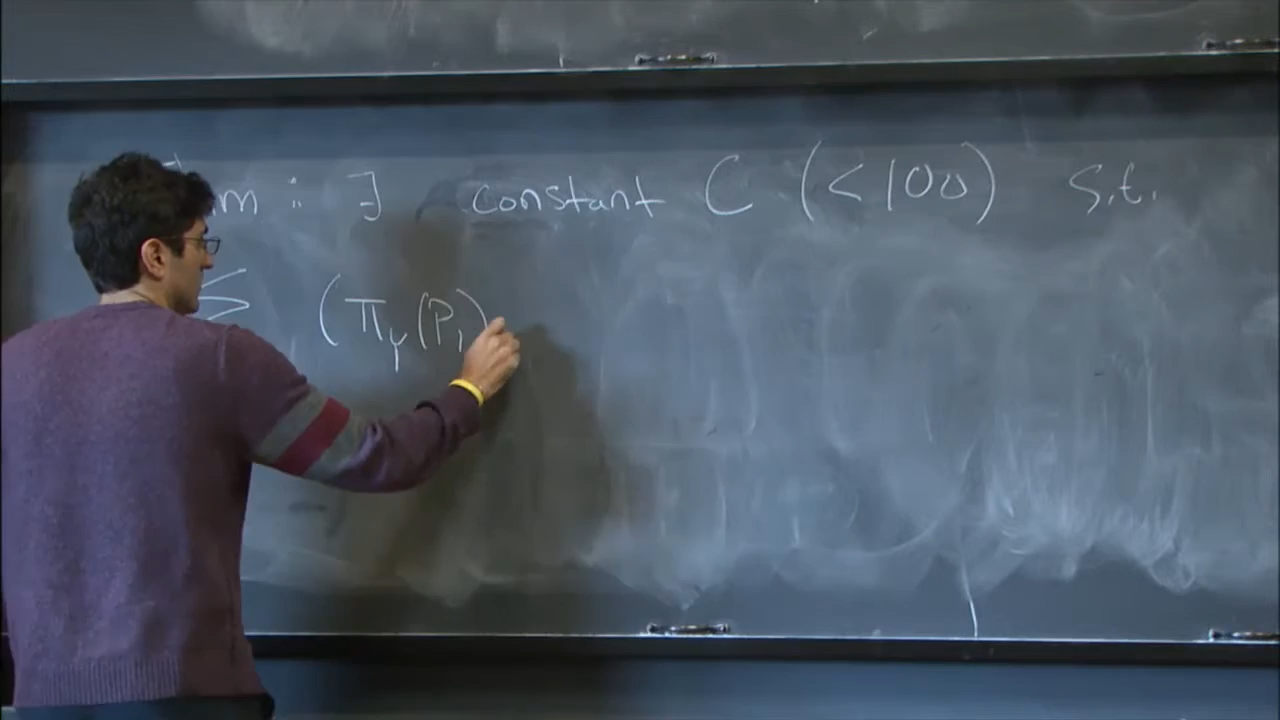 m : ∃ constant C (< 100) s.t.
≤ (π_Y(P_1)